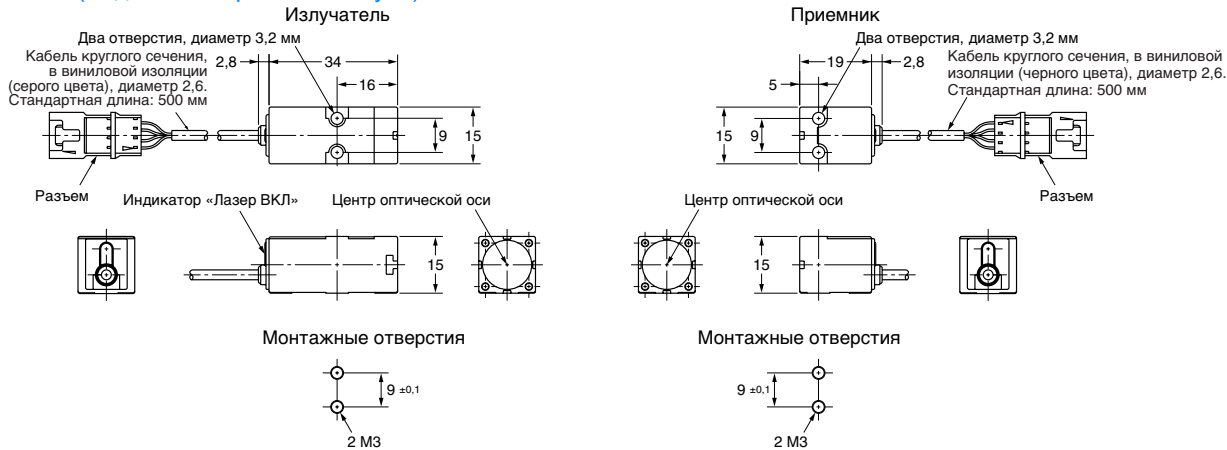 Излучатель
Два отверстия, диаметр 3,2 мм
Кабель круглого сечения,
в виниловой изоляции
(серого цвета), диаметр 2,6.
Стандартная длина: 500 мм
2,8
34
16
9
15
Разъем
Индикатор «Лазер ВКЛ»
Центр оптической оси
15
Монтажные отверстия
9 ±0,1
2 M3
Приемник
Два отверстия, диаметр 3,2 мм
Кабель круглого сечения, в виниловой
изоляции (черного цвета), диаметр 2,6.
Стандартная длина: 500 мм
19
2,8
5
15
9
Разъем
Центр оптической оси
15
Монтажные отверстия
9 ±0,1
2 M3